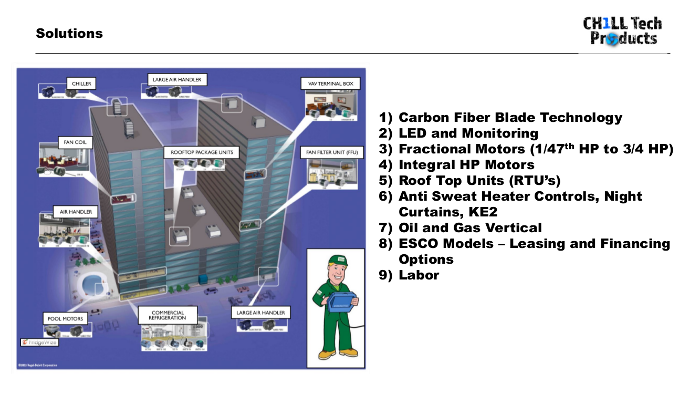 Solutions
CH1LL Tech
Products
CHILLER
LARGE AIR HANDLER
VAV TERMINAL BOX
FAN COIL
ROOFTOP PACKAGE UNITS
FAN FILTER UNIT (FFU)
AIR HANDLER
POOL MOTORS
COMMERCIAL
REFRIGERATION
LARGE AIR HANDLER
1) Carbon Fiber Blade Technology
2) LED and Monitoring
3) Fractional Motors (1/47th HP to 3/4 HP)
4) Integral HP Motors
5) Roof Top Units (RTU's)
6) Anti Sweat Heater Controls, Night
Curtains, KE2
7) Oil and Gas Vertical
8) ESCO Models – Leasing and Financing
Options
9) Labor